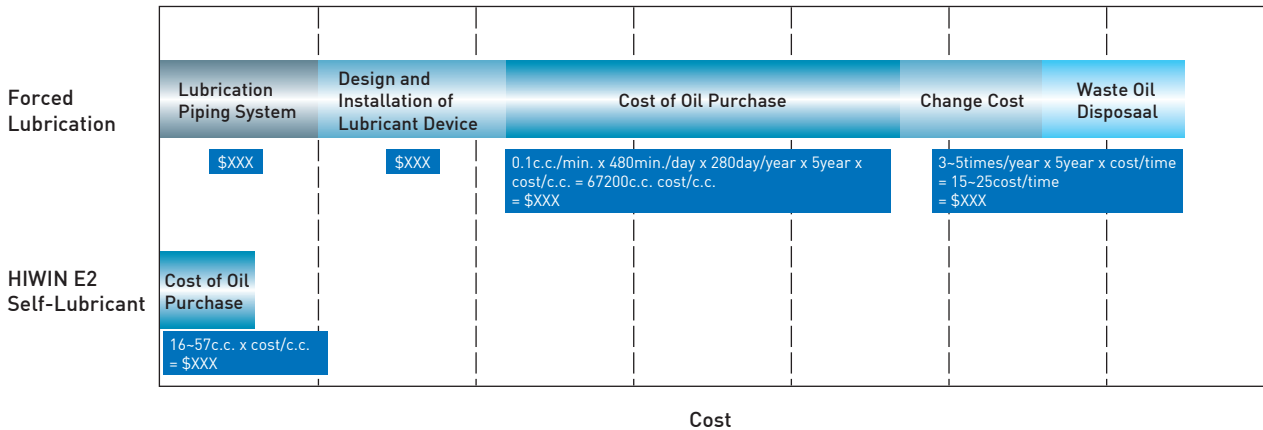 Forced
Lubrication
Lubrication
Piping System
Design and
Installation of
Lubricant Device
Cost of Oil Purchase
Change Cost
Waste Oil
Disposaal
$XXX
$XXX
0.1c.c./min. x 480min./day x 280day/year x 5year x
cost/c.c. = 67200c.c. cost/c.c.
= $XXX
3~5times/year x 5year x cost/time
= 15~25cost/time
= $XXX
HIWIN E2
Self-Lubricant
Cost of Oil
Purchase
16~57c.c. x cost/c.c.
= $XXX
Cost